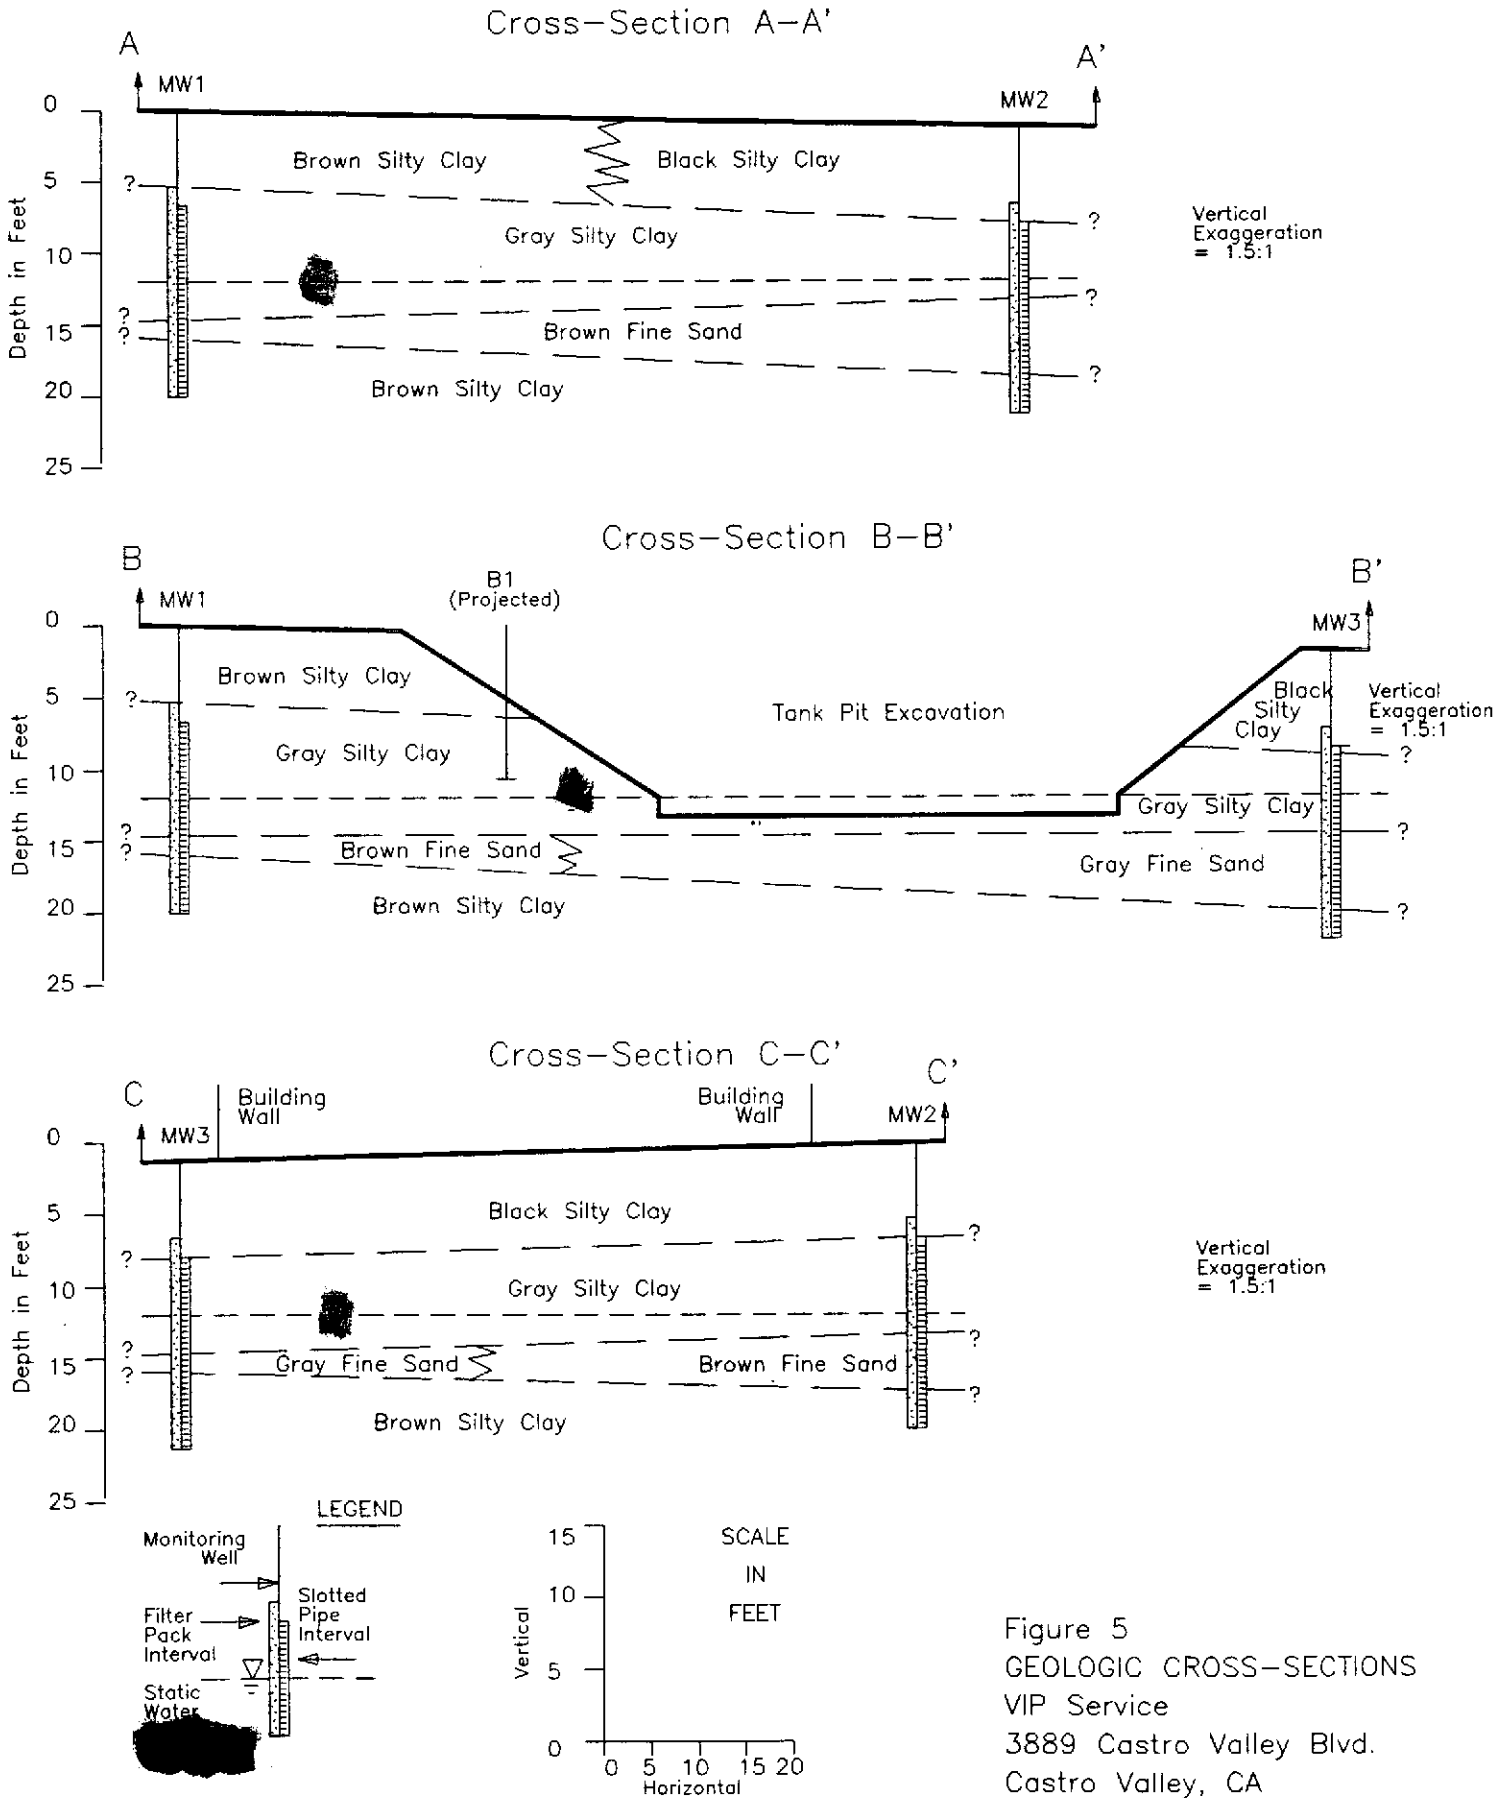 Cross-Section A-A'
A
A'
MW1
MW2
0
5
10
15
20
25
Depth in Feet
Brown Silty Clay
Black Silty Clay
?
?
Gray Silty Clay
?
?
?
Brown Fine Sand
?
Brown Silty Clay
Vertical
Exaggeration
= 1.5:1
Cross-Section B-B'
B
B'
B1
(Projected)
MW1
MW3
0
5
10
15
20
25
Depth in Feet
Brown Silty Clay
?
Gray Silty Clay
Tank Pit Excavation
Black
Silty
Clay
?
Vertical
Exaggeration
= 1.5:1
Gray Silty Clay
?
?
?
Brown Fine Sand
Gray Fine Sand
Brown Silty Clay
?
Cross-Section C-C'
C
C'
Building
Wall
Building
Wall
MW3
MW2
0
5
10
15
20
25
Depth in Feet
Black Silty Clay
?
?
Gray Silty Clay
?
?
?
Gray Fine Sand
Brown Fine Sand
?
Brown Silty Clay
Vertical
Exaggeration
= 1.5:1
LEGEND
Monitoring
Well
Filter
Pack
Interval
Slotted
Pipe
Interval
Static
Water
15
10
5
0
Vertical
0 5 10 15 20
Horizontal
SCALE
IN
FEET
Figure 5
GEOLOGIC CROSS-SECTIONS
VIP Service
3889 Castro Valley Blvd.
Castro Valley, CA